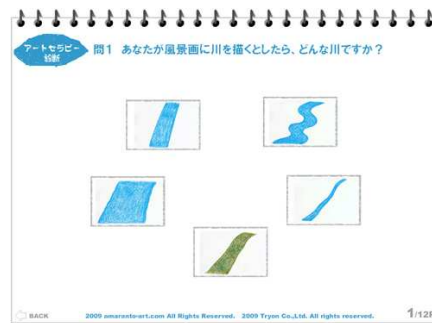 アートセラピー
診断
問1 あなたが風景画に川を描くとしたら、どんな川ですか？
BACK
2009 amarante-art.com All Rights Reserved. 2009 Tryon Co.,Ltd. All rights reserved.
1/12P